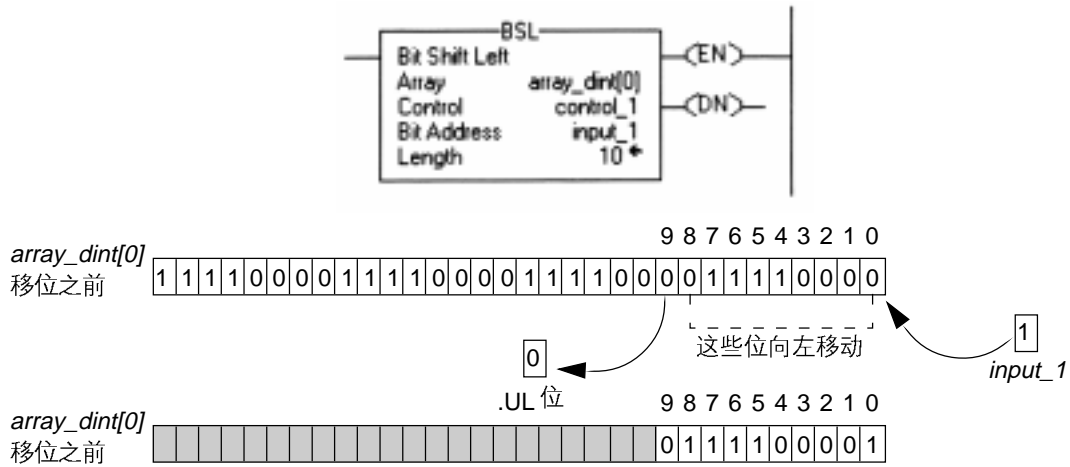 BSL
Bit Shift Left
Array array_dint[0]
Control control_1
Bit Address input_1
Length 10
EN
DN
9 8 7 6 5 4 3 2 1 0
array_dint[0]
移位之前
1 1 1 1 0 0 0 0 1 1 1 1 0 0 0 0 1 1 1 1 0 0 0 0 1 1 1 1 0 0 0 0
这些位向左移动
1
input_1
0
.UL 位
9 8 7 6 5 4 3 2 1 0
array_dint[0]
移位之前
0 1 1 1 1 0 0 0 0 1